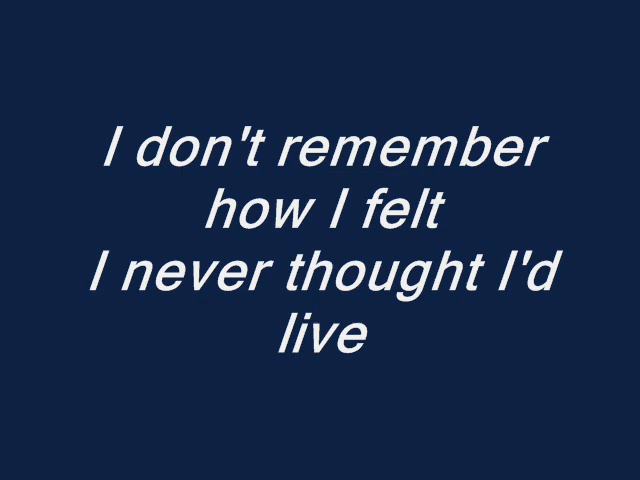 I don't remember
how I felt
I never thought I'd
live